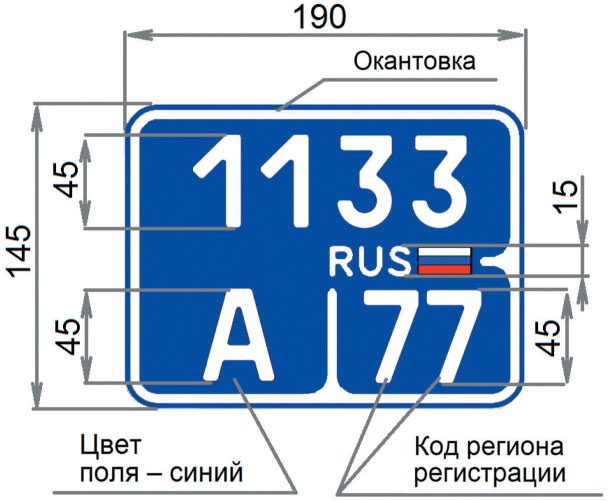 190
Окантовка
45
1133
15
145
RUS
45
А
77
45
Цвет
поля – синий
Код региона
регистрации